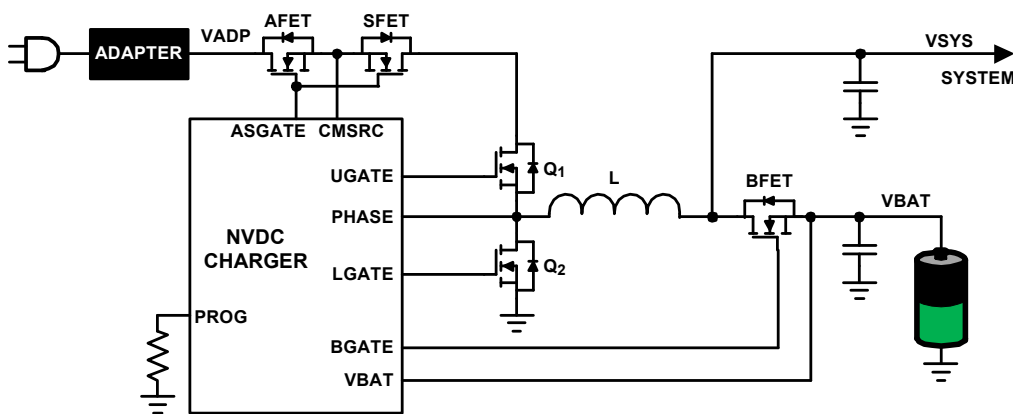 AFET
SFET
VADP
VSYS
ADAPTER
SYSTEM
ASGATE
CMSRC
UGATE
Q1
L
BFET
PHASE
VBAT
NVDC
CHARGER
LGATE
Q2
PROG
BGATE
VBAT